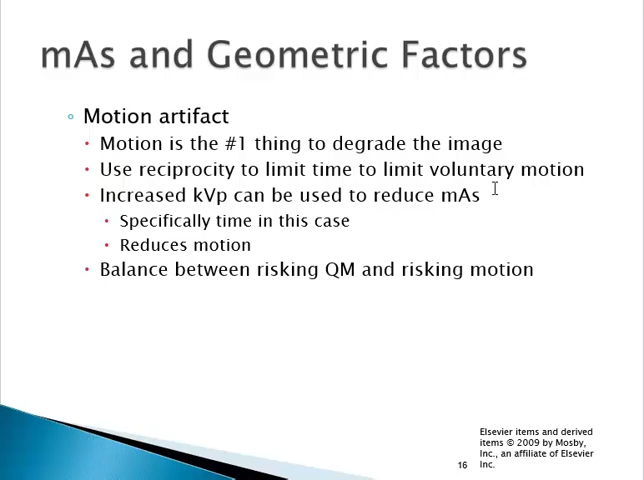 mAs and Geometric Factors
Motion artifact
Motion is the #1 thing to degrade the image
Use reciprocity to limit time to limit voluntary motion
Increased kVp can be used to reduce mAs
Specifically time in this case
Reduces motion
Balance between risking QM and risking motion
Elsevier items and derived
items © 2009 by Mosby,
Inc., an affiliate of Elsevier
16 Inc.